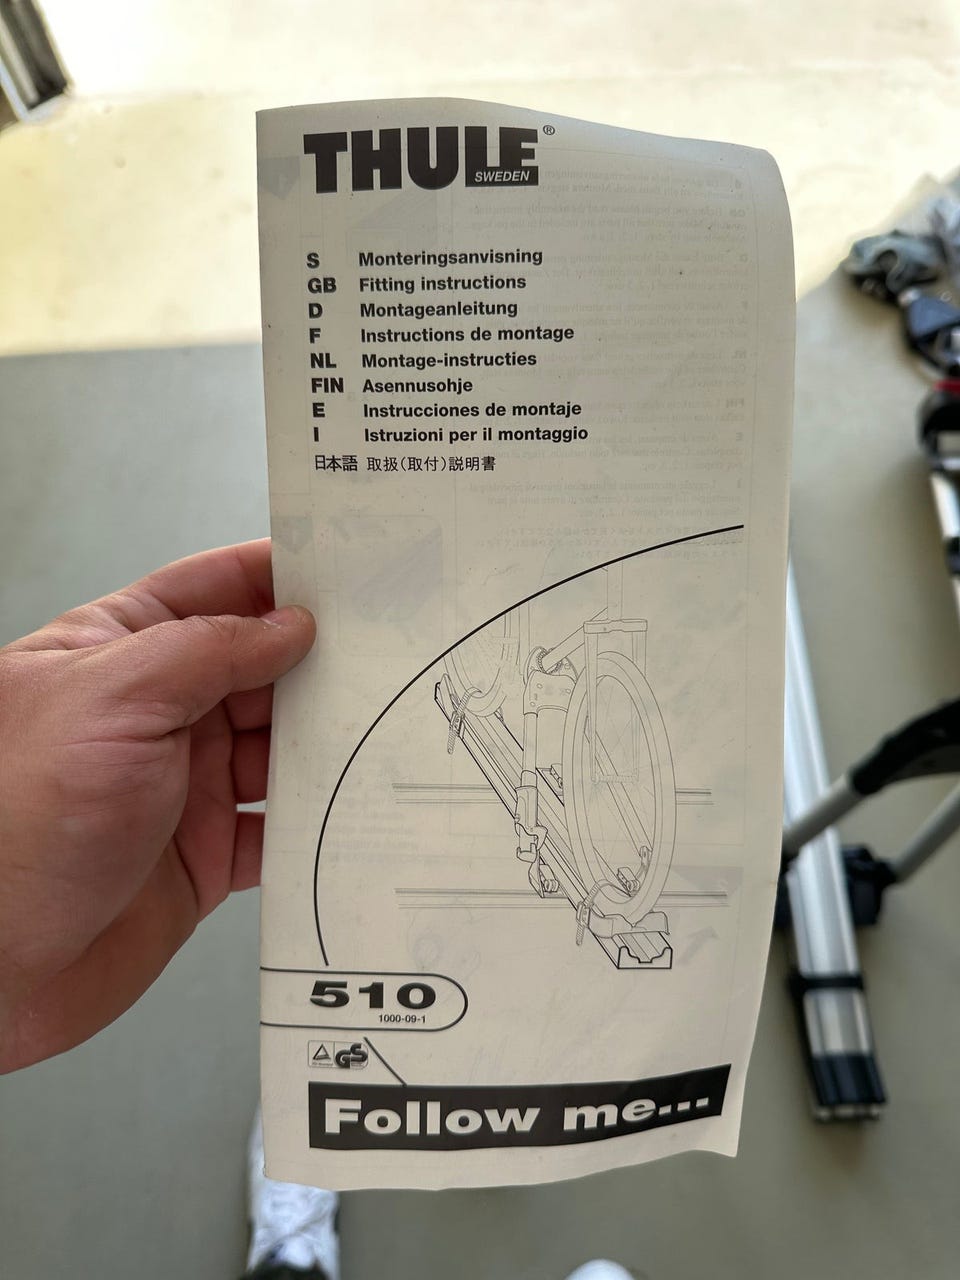 THULE®
SWEDEN
S Monteringsanvisning
GB Fitting instructions
D Montageanleitung
F Instructions de montage
NL Montage-instructies
FIN Asennusohje
E Instrucciones de montaje
I Istruzioni per il montaggio
日本語 取扱(取付)説明書
510
1000-09-1
GS
Follow me...